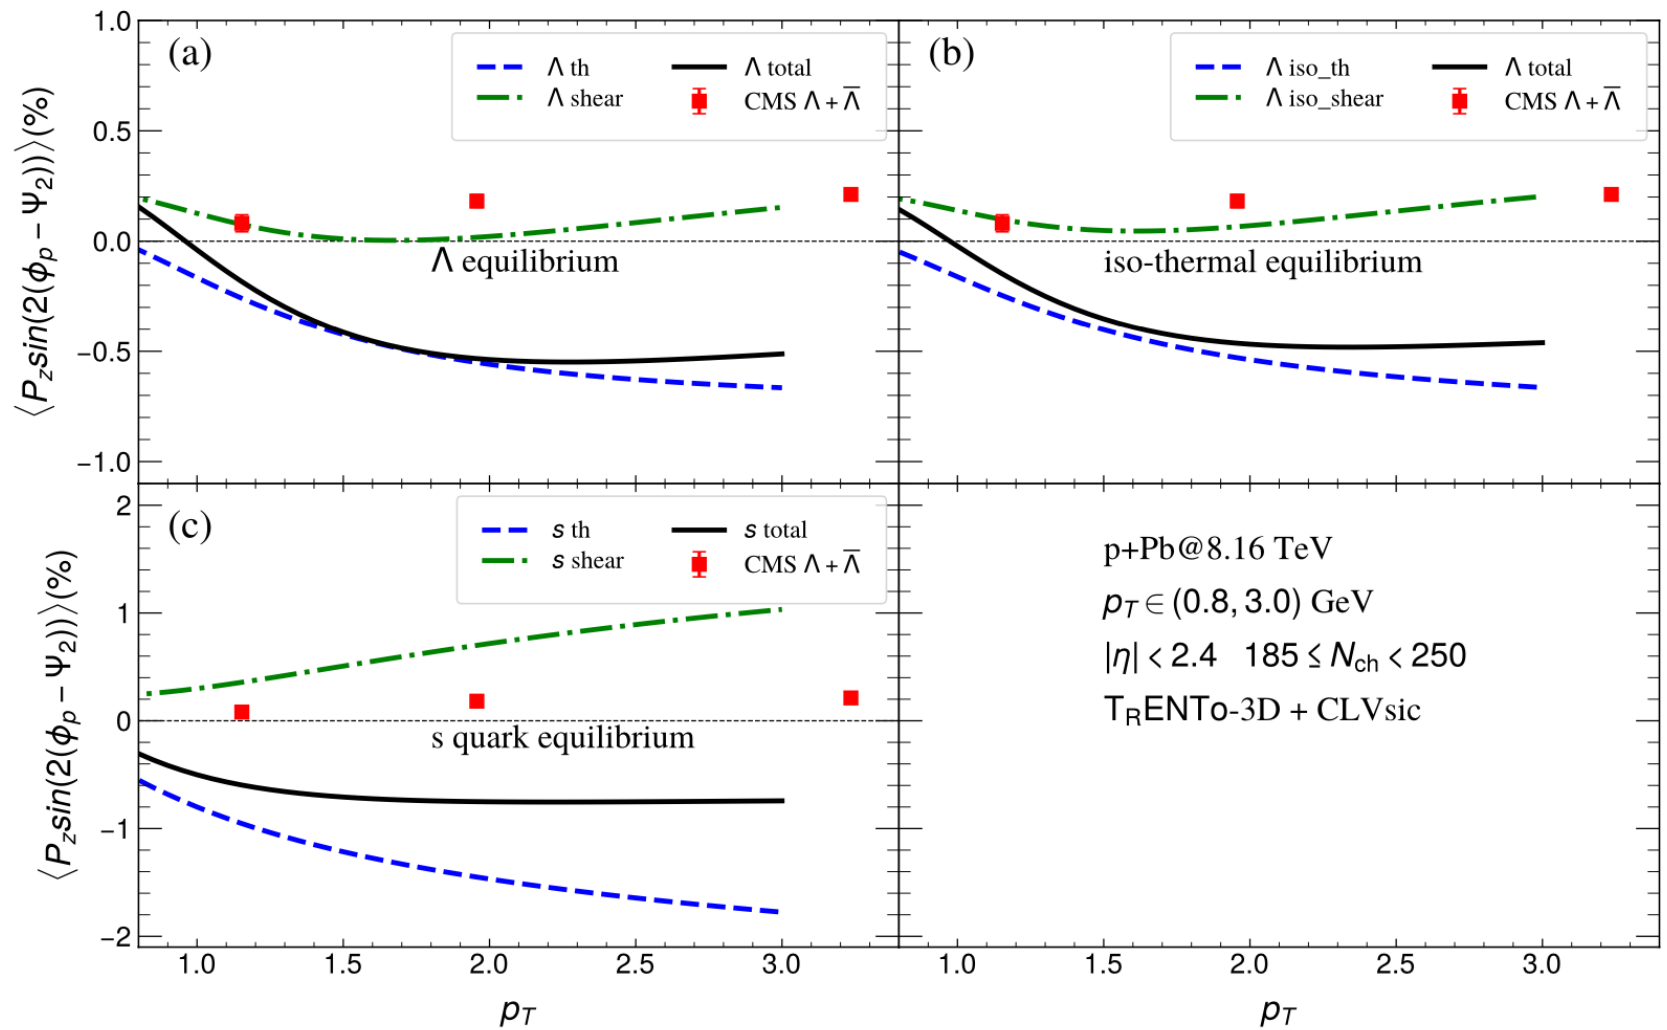 (a)
Λ th
Λ shear
Λ total
CMS Λ + Λ̅
1.0
0.5
0.0
−0.5
−1.0
⟨P_z sin(2(ϕ_p − Ψ_2))⟩(%)
Λ equilibrium
(b)
Λ iso_th
Λ iso_shear
Λ total
CMS Λ + Λ̅
iso-thermal equilibrium
(c)
s th
s shear
s total
CMS Λ + Λ̅
2
1
0
−1
−2
⟨P_z sin(2(ϕ_p − Ψ_2))⟩(%)
s quark equilibrium
1.0 1.5 2.0 2.5 3.0
p_T
p+Pb@8.16 TeV
p_T ∈ (0.8, 3.0) GeV
|η| < 2.4 185 ≤ N_ch < 250
T_RENTo-3D + CLVsic
1.0 1.5 2.0 2.5 3.0
p_T